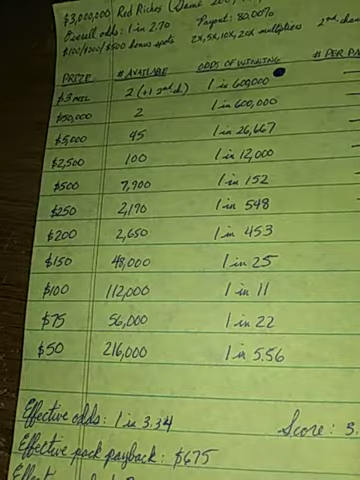 $3,000,000 Red Riches (Game
Overall odds: 1 in 2.70 Payout: 80.00%
$100/$200/$500 bonus spots 2X, 5X, 10X, 20X multipliers 2nd chan
PRIZE # AVAILABLE ODDS OF WINNING # PER PA
$3 MIL 2 (+1 2nd ch) 1 in 600,000
$50,000 2 1 in 600,000
$5,000 45 1 in 26,667
$2,500 100 1 in 12,000
$500 7,900 1 in 152
$250 2,190 1 in 548
$200 2,650 1 in 453
$150 48,000 1 in 25
$100 112,000 1 in 11
$75 56,000 1 in 22
$50 216,000 1 in 5.56
Effective odds: 1 in 3.34 Score: 3.
Effective pack payback: $675